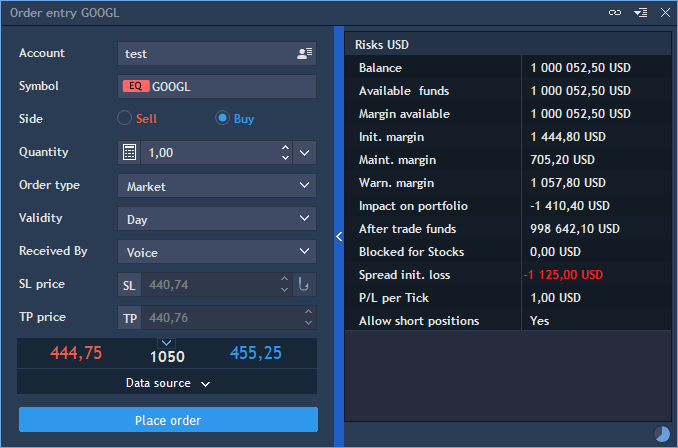 Order entry GOOGL
Account test
Symbol EQ GOOGL
Side Sell Buy
Quantity 1,00
Order type Market
Validity Day
Received By Voice
SL price SL 440,74
TP price TP 440,76
444,75 1050 455,25
Data source
Place order
Risks USD
Balance 1 000 052,50 USD
Available funds 1 000 052,50 USD
Margin available 1 000 052,50 USD
Init. margin 1 444,80 USD
Maint. margin 705,20 USD
Warn. margin 1 057,80 USD
Impact on portfolio -1 410,40 USD
After trade funds 998 642,10 USD
Blocked for Stocks 0,00 USD
Spread init. loss -1 125,00 USD
P/L per Tick 1,00 USD
Allow short positions Yes